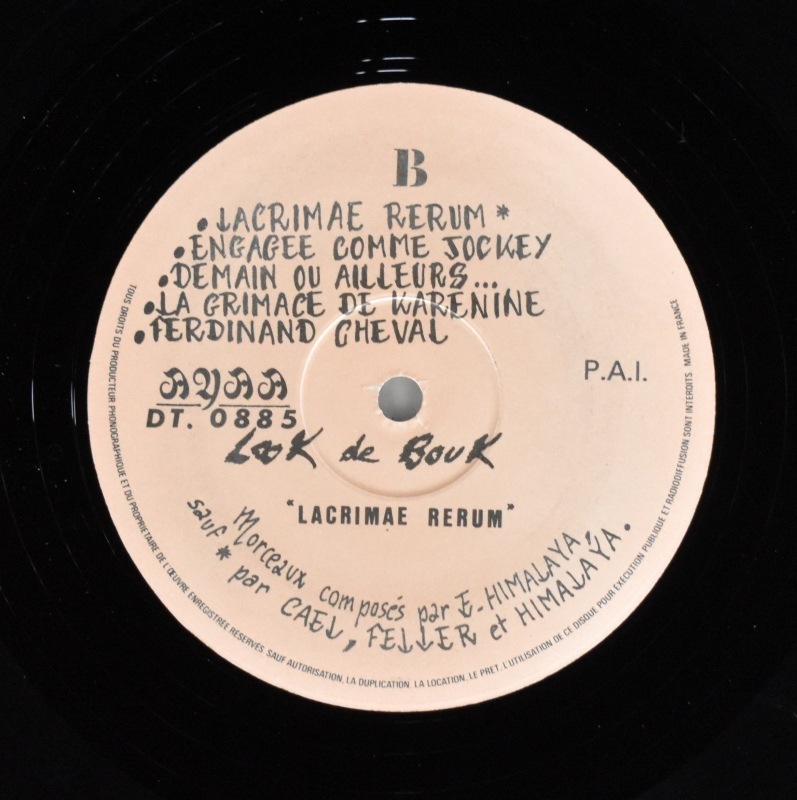 B
• LACRIMAE RERUM *
• ENGAGEE COMME JOCKEY
• DEMAIN OU AILLEURS...
• LA GRIMACE DE KARENINE
• FERDINAND CHEVAL
P.A.I.
AYAA
DT. 0885
LOOK de BOUK
"LACRIMAE RERUM"
Morceaux composés par E-HIMALAYA,
sauf * par CAEL, FELLER et HIMALAYA.
TOUS DROITS DU PRODUCTEUR PHONOGRAPHIQUE ET DU PROPRIETAIRE DE L'ŒUVRE ENREGISTREE RESERVES. SAUF AUTORISATION, LA DUPLICATION, LA LOCATION, LE PRET, L'UTILISATION DE CE DISQUE POUR EXECUTION PUBLIQUE ET RADIODIFFUSION SONT INTERDITS. MADE IN FRANCE